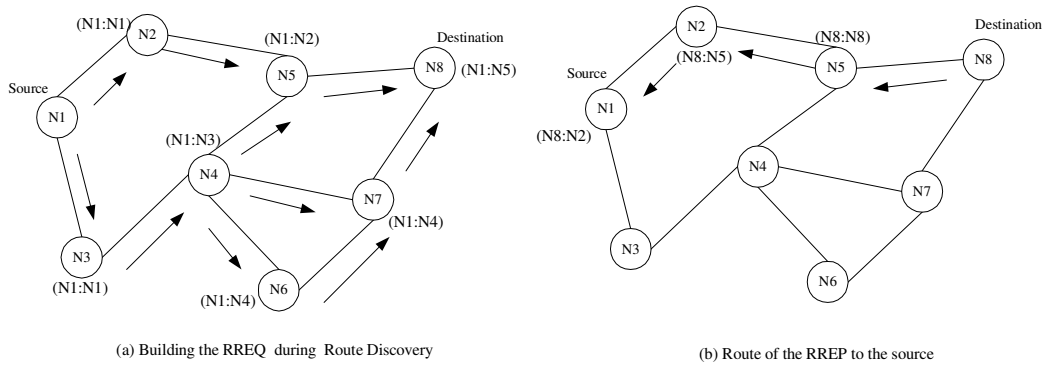 (N1:N1)
N2
(N1:N2)
Destination
N5
N8
(N1:N5)
Source
N1
(N1:N3)
N4
N7
(N1:N4)
N3
(N1:N1)
N6
(N1:N4)
(a) Building the RREQ during Route Discovery
N2
(N8:N8)
Destination
(N8:N5)
N5
N8
Source
N1
(N8:N2)
N4
N7
N3
N6
(b) Route of the RREP to the source